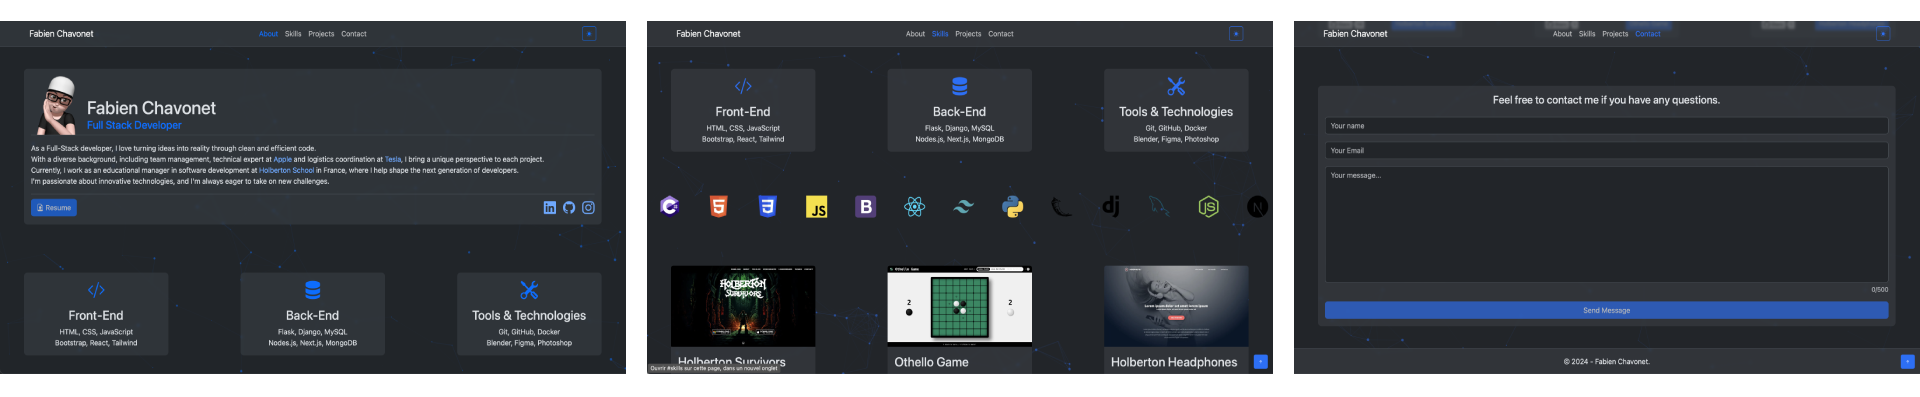 Fabien Chavonet
About Skills Projects Contact
Fabien Chavonet
Full Stack Developer
As a Full-Stack developer, I love turning ideas into reality through clean and efficient code.
With a diverse background, including team management, technical expert at Apple and logistics coordination at Tesla, I bring a unique perspective to each project.
Currently, I work as an educational manager in software development at Holberton School in France, where I help shape the next generation of developers.
I'm passionate about innovative technologies, and I'm always eager to take on new challenges.
Resume
Front-End
HTML, CSS, JavaScript
Bootstrap, React, Tailwind
Back-End
Flask, Django, MySQL
Nodes.js, Next.js, MongoDB
Tools & Technologies
Git, GitHub, Docker
Blender, Figma, Photoshop
Fabien Chavonet
About Skills Projects Contact
Front-End
HTML, CSS, JavaScript
Bootstrap, React, Tailwind
Back-End
Flask, Django, MySQL
Nodes.js, Next.js, MongoDB
Tools & Technologies
Git, GitHub, Docker
Blender, Figma, Photoshop
5
3
JS
B
dj
JS
N
HOLBERTON
SURVIVORS
Othello Game
2
2
Holberton Survivors
Othello Game
Holberton Headphones
Ouvrir #skills sur cette page, dans un nouvel onglet
Fabien Chavonet
About Skills Projects Contact
Feel free to contact me if you have any questions.
Your name
Your Email
Your message...
0/500
Send Message
© 2024 - Fabien Chavonet.